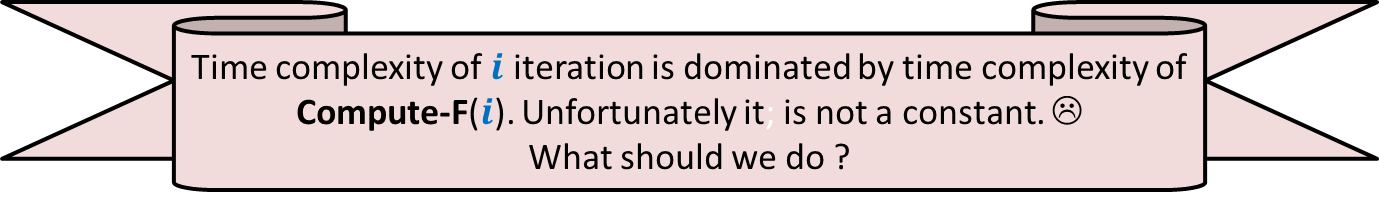 Time complexity of i iteration is dominated by time complexity of
Compute-F(i). Unfortunately it; is not a constant. ☹
What should we do ?